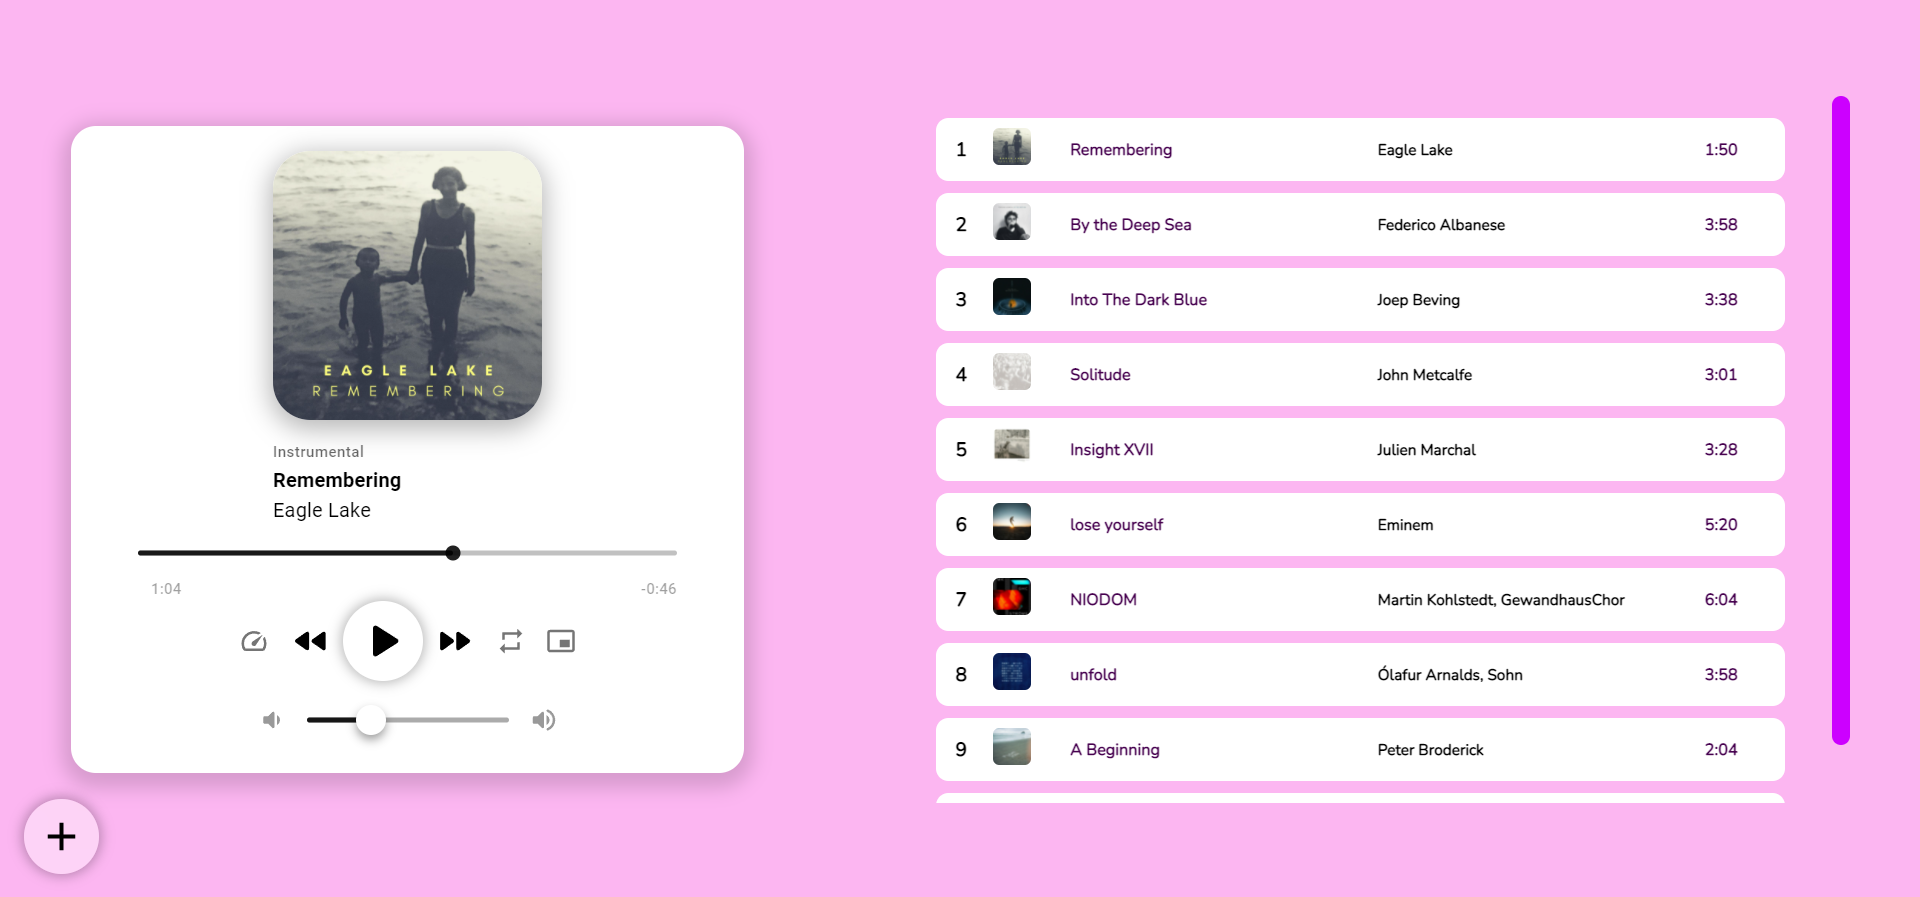 EAGLE LAKE
REMEMBERING
Instrumental
Remembering
Eagle Lake
1:04 -0:46
1 Remembering Eagle Lake 1:50
2 By the Deep Sea Federico Albanese 3:58
3 Into The Dark Blue Joep Beving 3:38
4 Solitude John Metcalfe 3:01
5 Insight XVII Julien Marchal 3:28
6 lose yourself Eminem 5:20
7 NIODOM Martin Kohlstedt, GewandhausChor 6:04
8 unfold Ólafur Arnalds, Sohn 3:58
9 A Beginning Peter Broderick 2:04